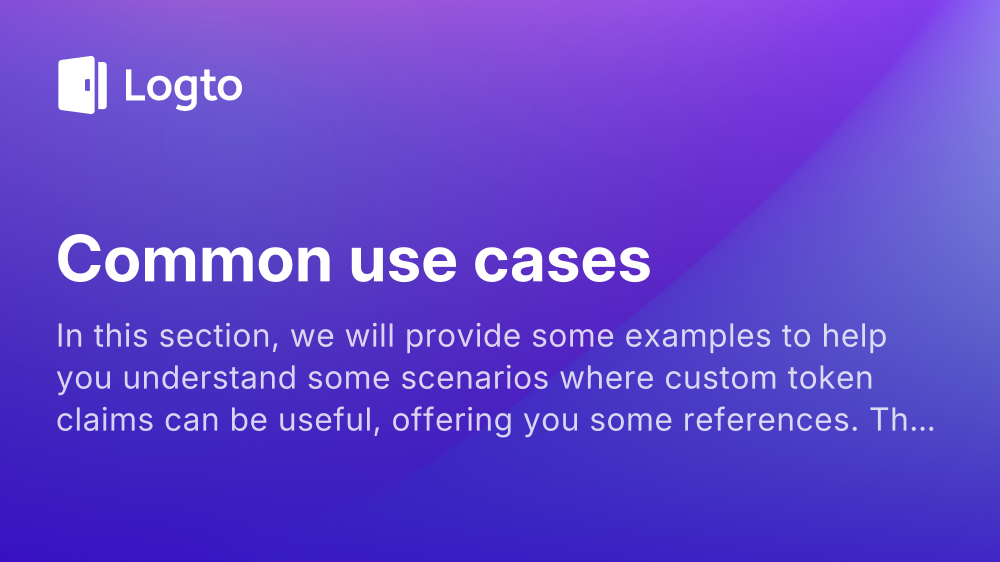 Logto
Common use cases
In this section, we will provide some examples to help
you understand some scenarios where custom token
claims can be useful, offering you some references. Th...